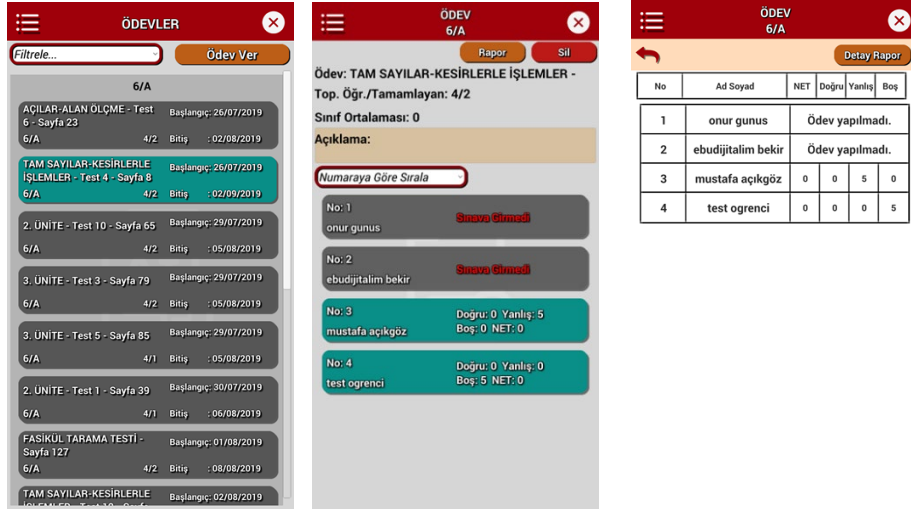 ÖDEVLER
Filtrele...
Ödev Ver
6/A
AÇILAR-ALAN ÖLÇME - Test
6 - Sayfa 23
Başlangıç: 26/07/2019
6/A 4/2 Bitiş : 02/08/2019
TAM SAYILAR-KESİRLERLE
İŞLEMLER - Test 4 - Sayfa 8
Başlangıç: 26/07/2019
6/A 4/2 Bitiş : 02/09/2019
2. ÜNİTE - Test 10 - Sayfa 65
Başlangıç: 29/07/2019
6/A 4/2 Bitiş : 05/08/2019
3. ÜNİTE - Test 3 - Sayfa 79
Başlangıç: 29/07/2019
6/A 4/2 Bitiş : 05/08/2019
3. ÜNİTE - Test 5 - Sayfa 85
Başlangıç: 29/07/2019
6/A 4/1 Bitiş : 05/08/2019
2. ÜNİTE - Test 1 - Sayfa 39
Başlangıç: 30/07/2019
6/A 4/1 Bitiş : 06/08/2019
FASİKÜL TARAMA TESTİ -
Sayfa 127
Başlangıç: 01/08/2019
6/A 4/2 Bitiş : 08/08/2019
TAM SAYILAR-KESİRLERLE
Başlangıç: 02/08/2019
ÖDEV
6/A
Rapor
Sil
Ödev: TAM SAYILAR-KESİRLERLE İŞLEMLER -
Top. Öğr./Tamamlayan: 4/2
Sınıf Ortalaması: 0
Açıklama:
Numaraya Göre Sırala
No: 1
onur gunus
Sınava Girmedi
No: 2
ebudijitalim bekir
Sınava Girmedi
No: 3
mustafa açıkgöz
Doğru: 0 Yanlış: 5
Boş: 0 NET: 0
No: 4
test ogrenci
Doğru: 0 Yanlış: 0
Boş: 5 NET: 0
ÖDEV
6/A
Detay Rapor
No Ad Soyad NET Doğru Yanlış Boş
1 onur gunus Ödev yapılmadı.
2 ebudijitalim bekir Ödev yapılmadı.
3 mustafa açıkgöz 0 0 5 0
4 test ogrenci 0 0 0 5